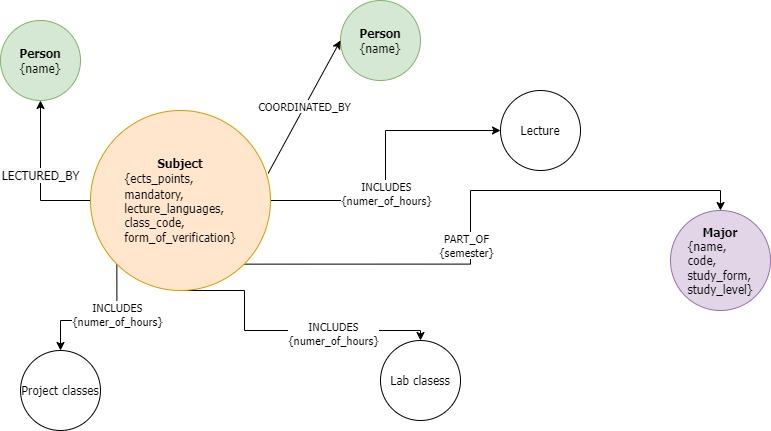 Person
{name}
Person
{name}
COORDINATED_BY
LECTURED_BY
Subject
{ects_points,
mandatory,
lecture_languages,
class_code,
form_of_verification}
Lecture
INCLUDES
{numer_of_hours}
PART_OF
{semester}
Major
{name,
code,
study_form,
study_level}
INCLUDES
{numer_of_hours}
INCLUDES
{numer_of_hours}
Project classes
Lab clasess